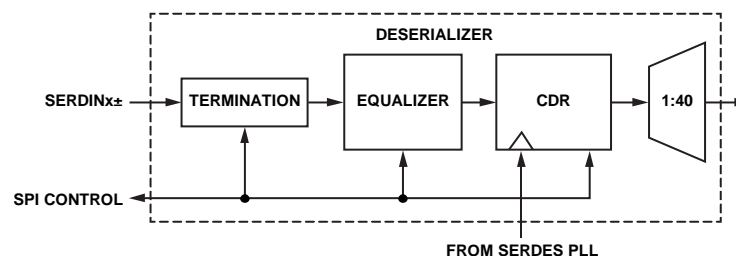 DESERIALIZER
SERDINx±
TERMINATION
EQUALIZER
CDR
1:40
SPI CONTROL
FROM SERDES PLL